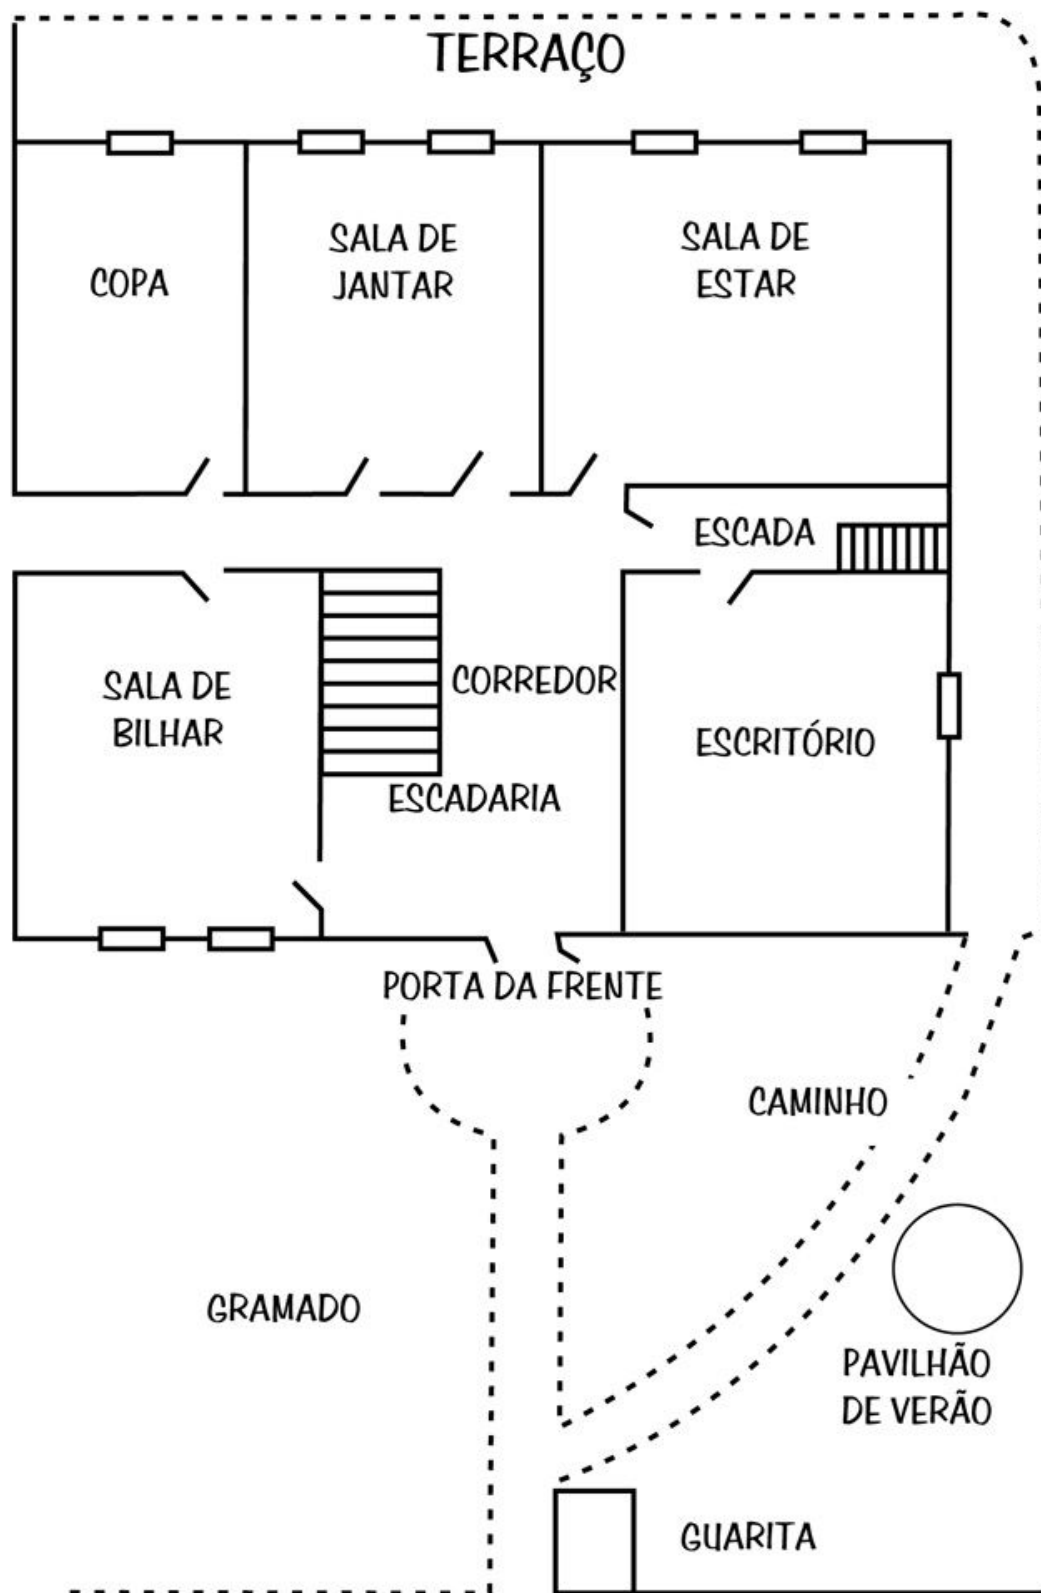 TERRAÇO
COPA
SALA DE
JANTAR
SALA DE
ESTAR
ESCADA
SALA DE
BILHAR
CORREDOR
ESCRITÓRIO
ESCADARIA
PORTA DA FRENTE
CAMINHO
GRAMADO
PAVILHÃO
DE VERÃO
GUARITA